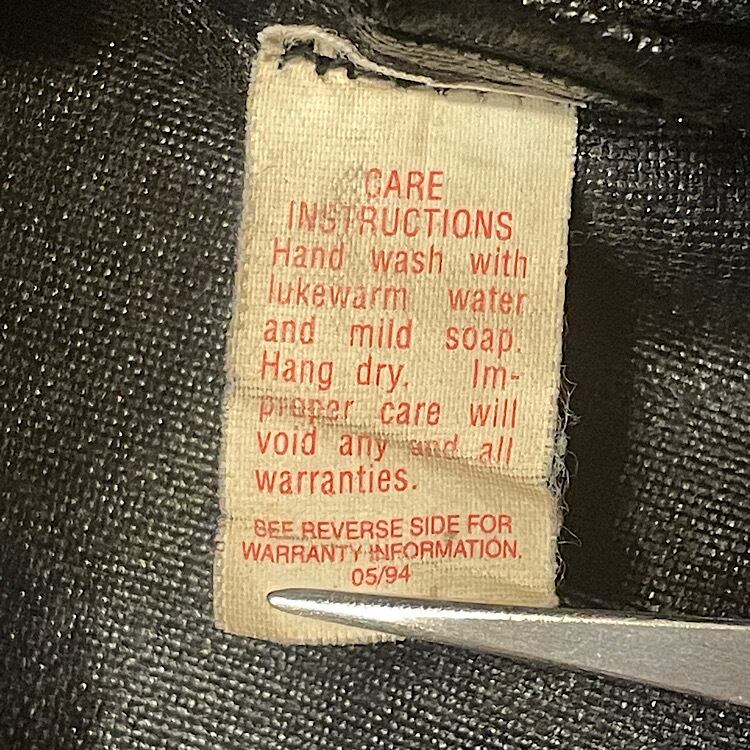 CARE
INSTRUCTIONS
Hand wash with
lukewarm water
and mild soap.
Hang dry. Im-
proper care will
void any and all
warranties.
SEE REVERSE SIDE FOR
WARRANTY INFORMATION.
05/94